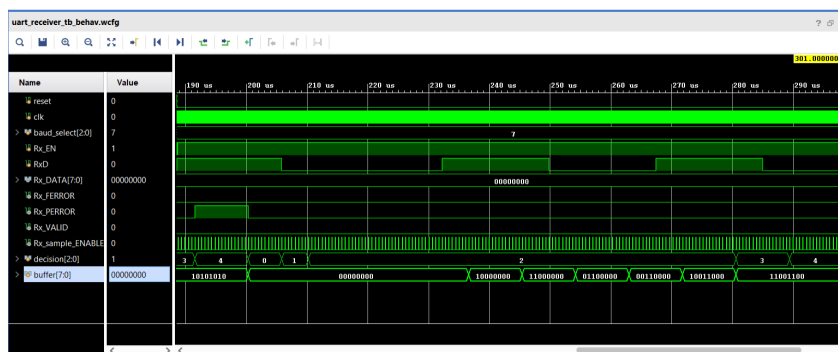 uart_receiver_tb_behav.wcfg
301.000000
Name Value 190 us 200 us 210 us 220 us 230 us 240 us 250 us 260 us 270 us 280 us 290 us
reset 0
clk 0
baud_select[2:0] 7 7
Rx_EN 1
RxD 0
Rx_DATA[7:0] 00000000 00000000
Rx_FERROR 0
Rx_PERROR 0
Rx_VALID 0
Rx_sample_ENABLE 0
decision[2:0] 1 3 4 0 1 2 3 4
buffer[7:0] 00000000 10101010 00000000 10000000 11000000 01100000 00110000 10011000 11001100